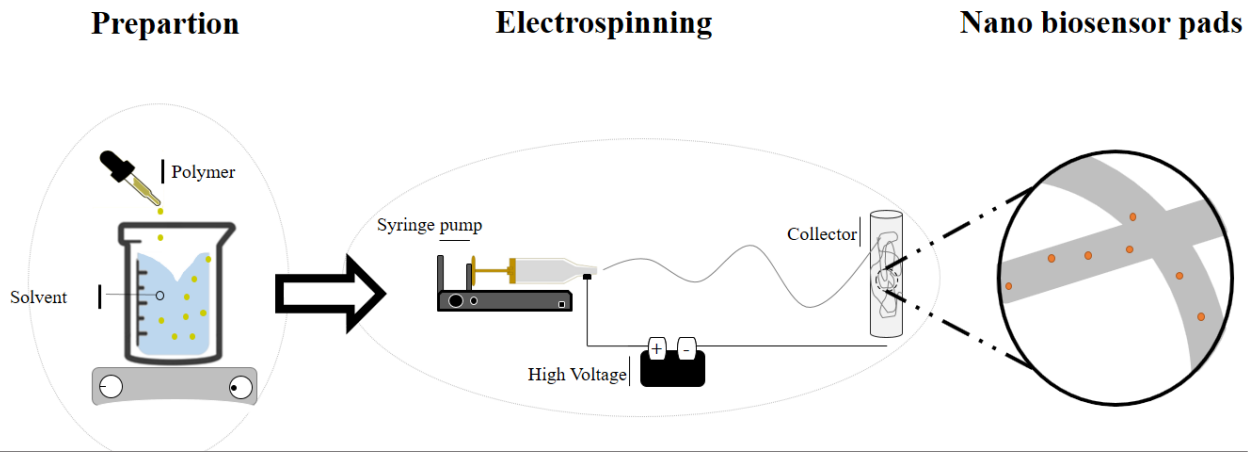 Prepartion
Electrospinning
Nano biosensor pads
Polymer
Solvent
Syringe pump
Collector
High Voltage
+ -